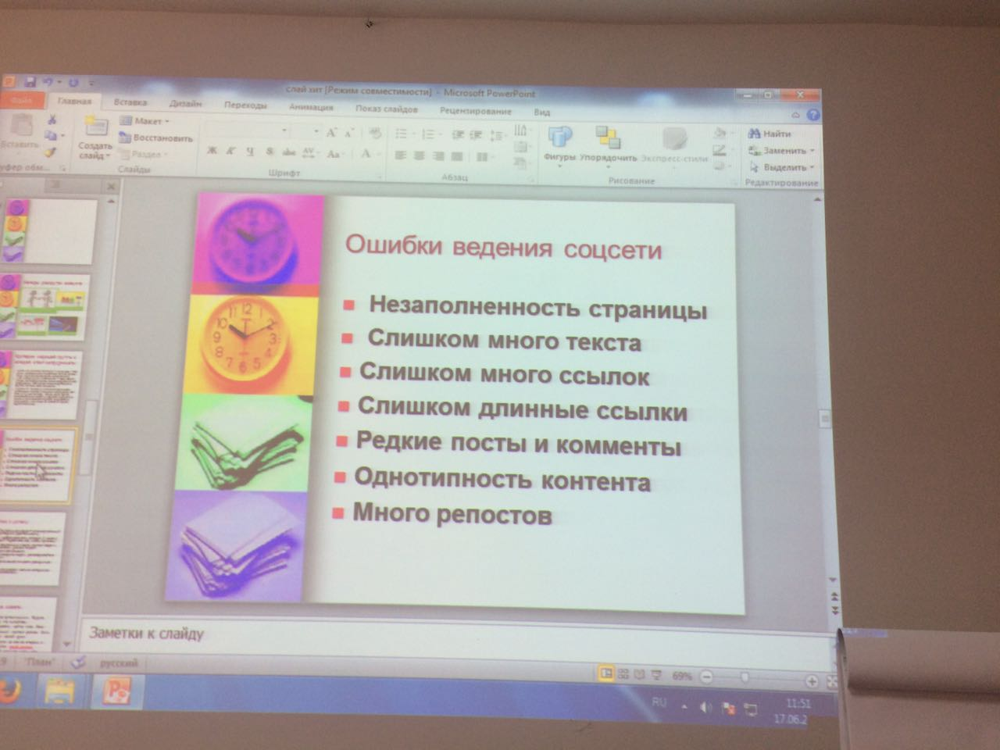 слай хит [Режим совместимости] - Microsoft PowerPoint
Файл Главная Вставка Дизайн Переходы Анимация Показ слайдов Рецензирование Вид
Вставить
Создать слайд
Макет
Восстановить
Раздел
Ж К Ч S abc AV Aa A
Фигуры Упорядочить Экспресс-стили
Найти
Заменить
Выделить
Слайды Шрифт Абзац Рисование Редактирование
Ошибки ведения соцсети
Незаполненность страницы
Слишком много текста
Слишком много ссылок
Слишком длинные ссылки
Редкие посты и комменты
Однотипность контента
Много репостов
Заметки к слайду
"План" русский 69%
RU 11:51
17.06.2